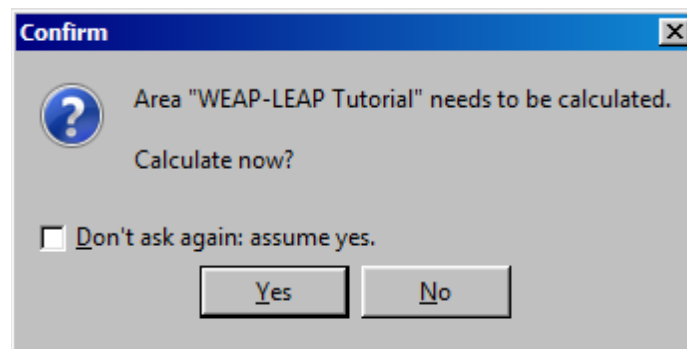 Confirm
Area "WEAP-LEAP Tutorial" needs to be calculated.
Calculate now?
Don't ask again: assume yes.
Yes No